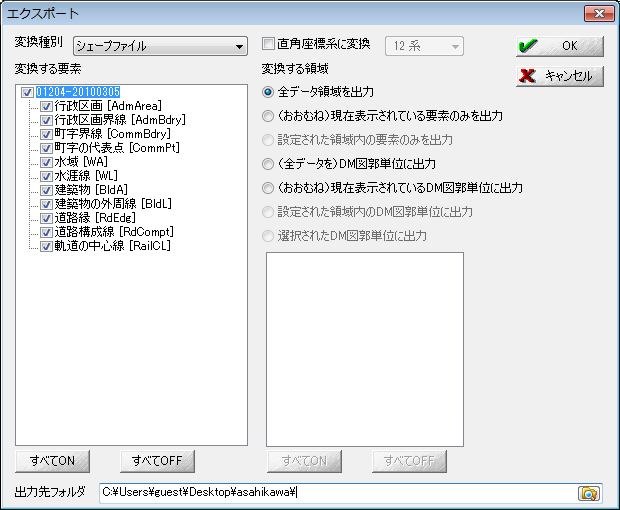 エクスポート
変換種別
シェープファイル
直角座標系に変換
12 系
OK
キャンセル
変換する要素
変換する領域
01204-20100305
行政区画 [AdmArea]
行政区画界線 [AdmBdry]
町字界線 [CommBdry]
町字の代表点 [CommPt]
水域 [WA]
水涯線 [WL]
建築物 [BldA]
建築物の外周線 [BldL]
道路縁 [RdEdg]
道路構成線 [RdCompt]
軌道の中心線 [RailCL]
全データ領域を出力
(おおむね)現在表示されている要素のみを出力
設定された領域内の要素のみを出力
(全データを)DM図郭単位に出力
(おおむね)現在表示されているDM図郭単位に出力
設定された領域内のDM図郭単位に出力
選択されたDM図郭単位に出力
すべてON
すべてOFF
すべてON
すべてOFF
出力先フォルダ
C:¥Users¥guest¥Desktop¥asahikawa¥